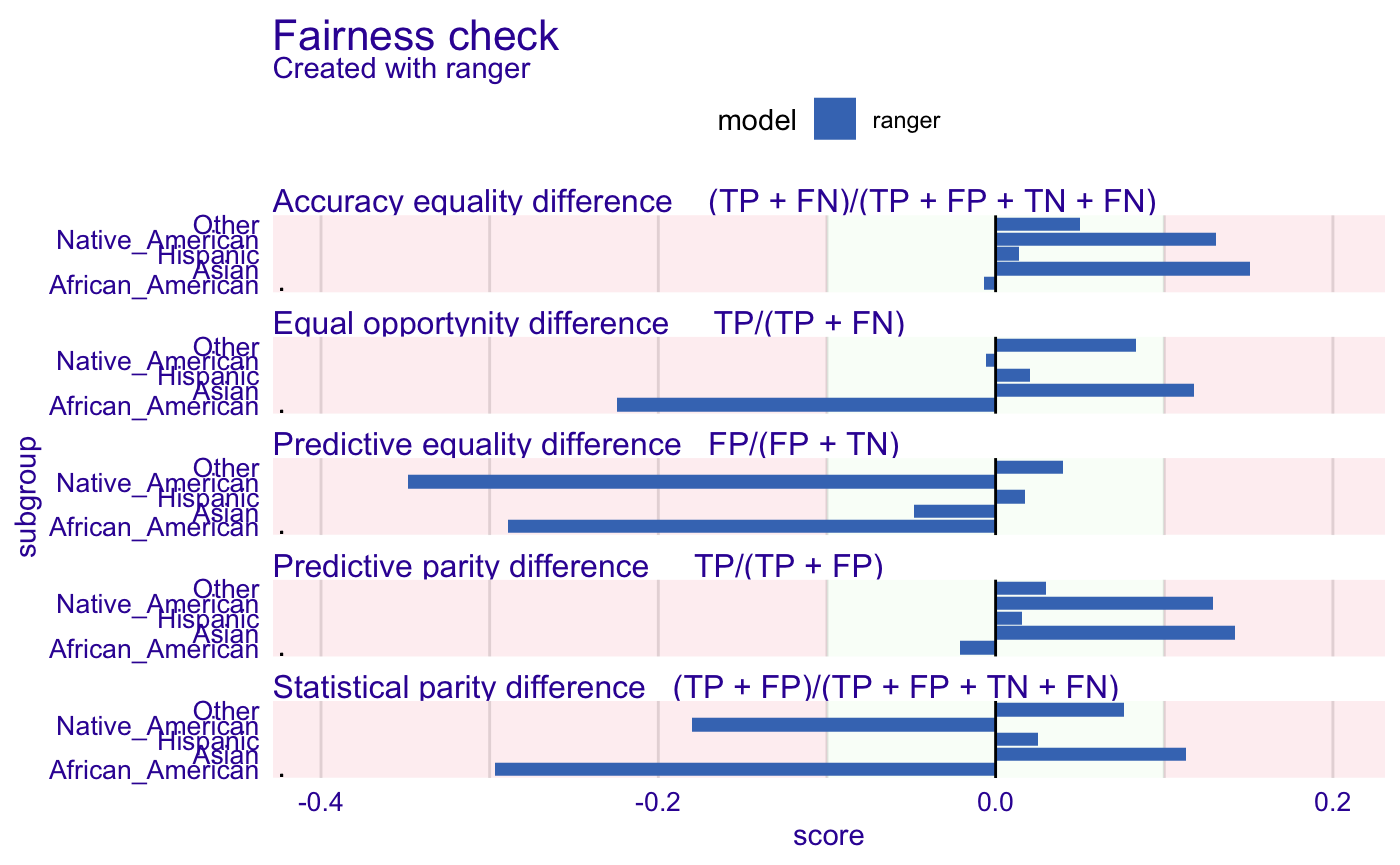 Fairness check
Created with ranger
model ranger
Accuracy equality difference (TP + FN)/(TP + FP + TN + FN)
Other
Native_American
Hispanic
Asian
African_American
Equal opportynity difference TP/(TP + FN)
Other
Native_American
Hispanic
Asian
African_American
Predictive equality difference FP/(FP + TN)
Other
Native_American
Hispanic
Asian
African_American
Predictive parity difference TP/(TP + FP)
Other
Native_American
Hispanic
Asian
African_American
Statistical parity difference (TP + FP)/(TP + FP + TN + FN)
Other
Native_American
Hispanic
Asian
African_American
subgroup
-0.4 -0.2 0.0 0.2
score